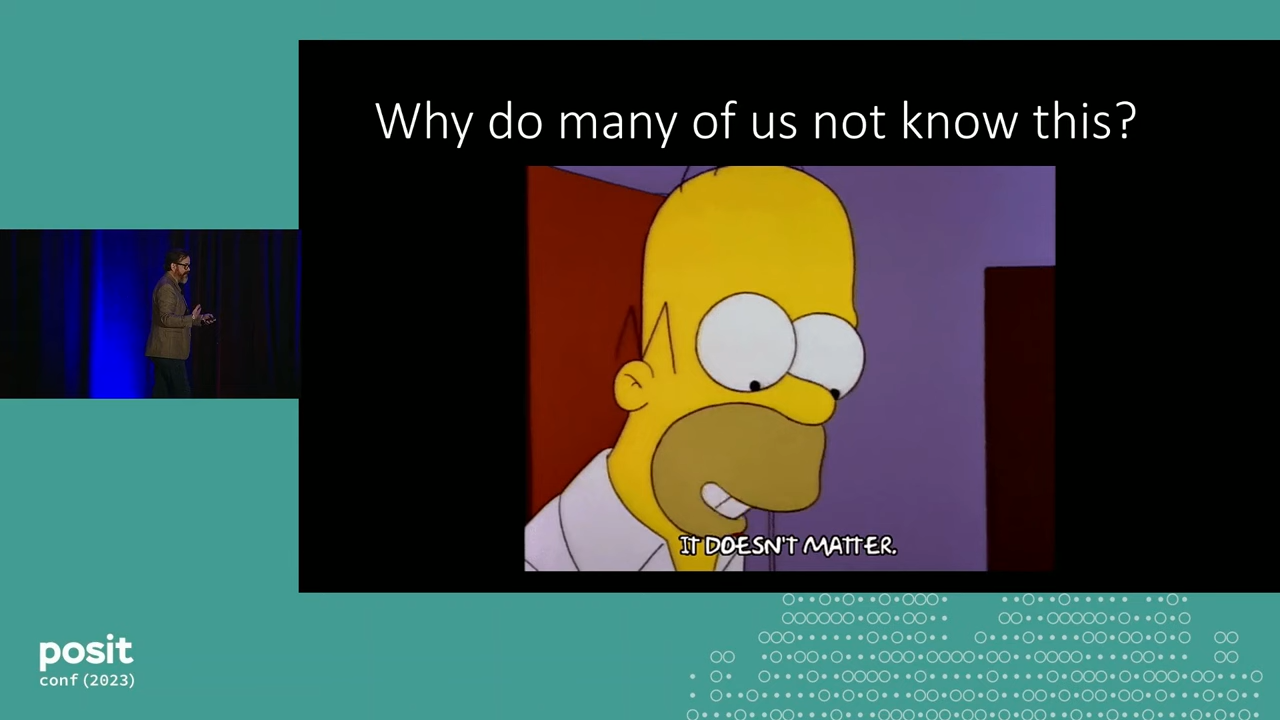 Why do many of us not know this?
IT DOESN'T MATTER.
posit
conf(2023)